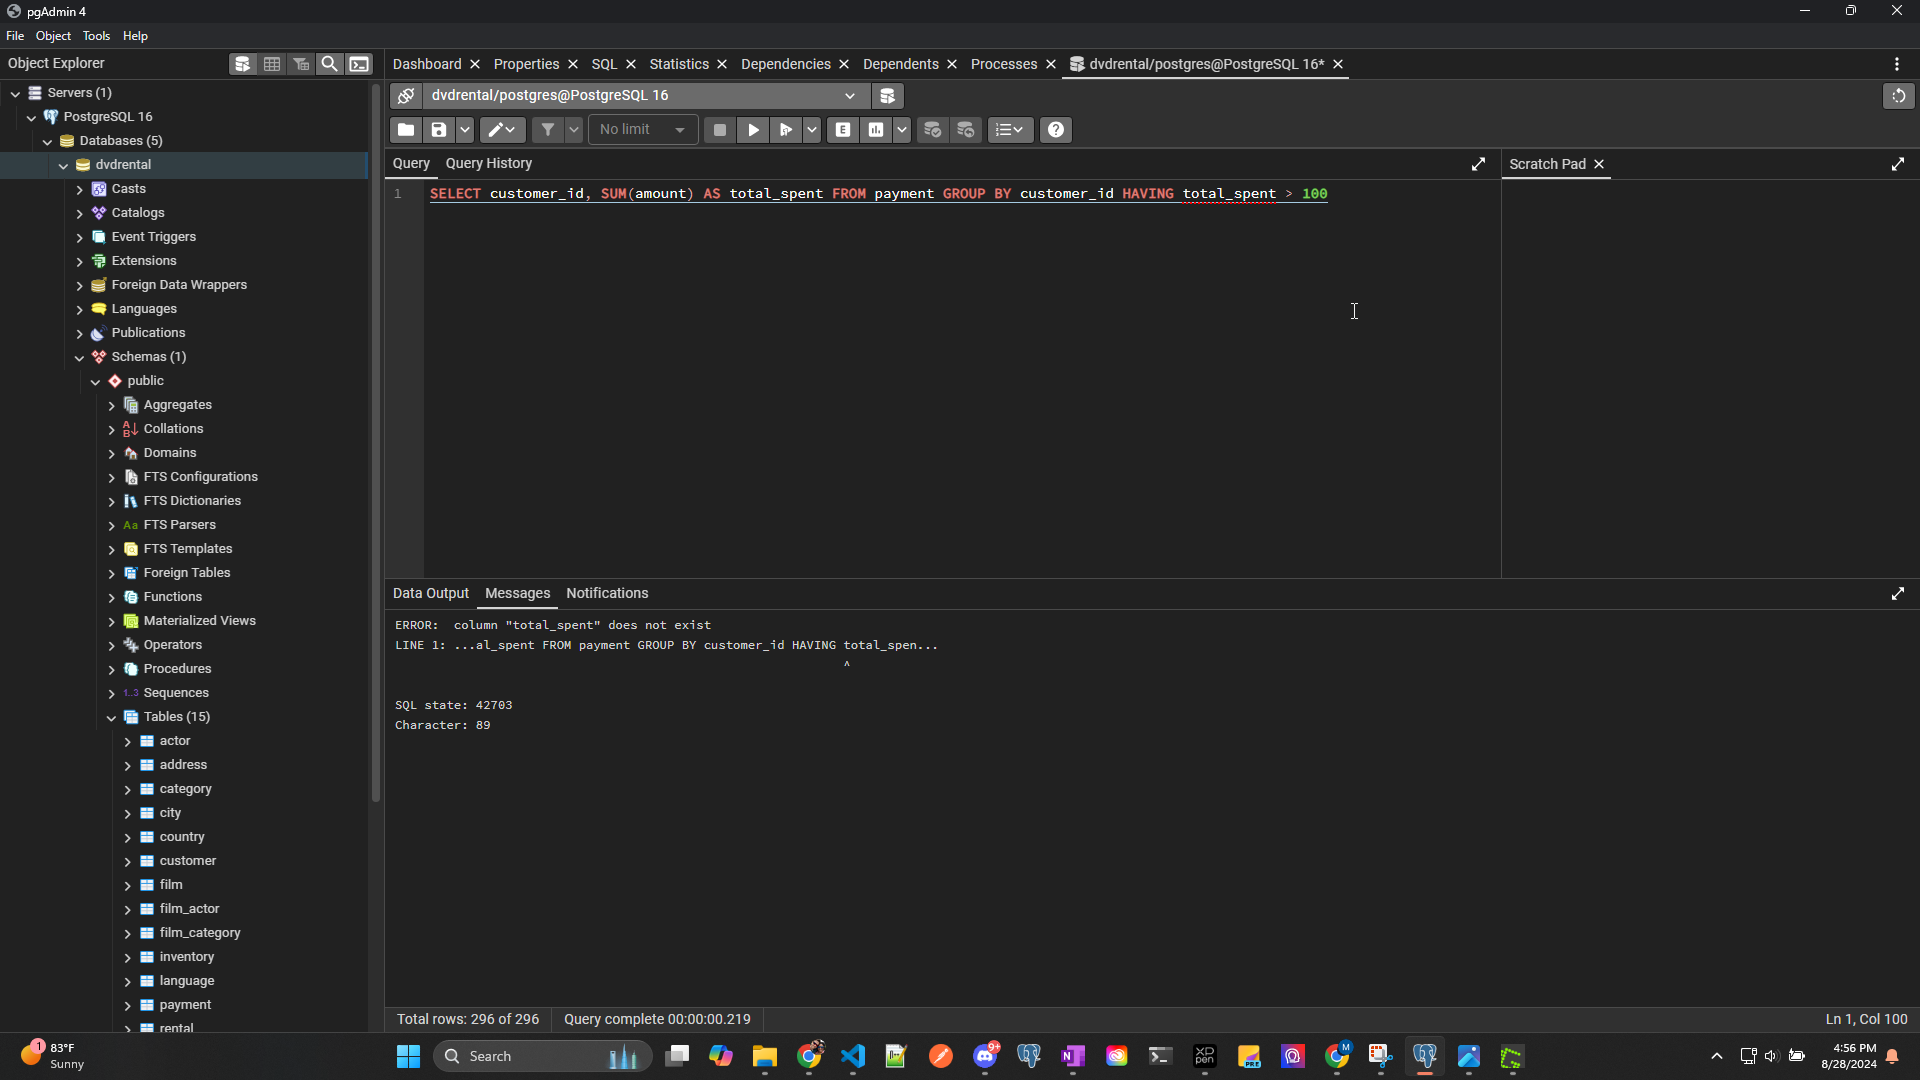 pgAdmin 4
File Object Tools Help
Object Explorer
Dashboard Properties SQL Statistics Dependencies Dependents Processes dvdrental/postgres@PostgreSQL 16*
Servers (1)
PostgreSQL 16
Databases (5)
dvdrental
Casts
Catalogs
Event Triggers
Extensions
Foreign Data Wrappers
Languages
Publications
Schemas (1)
public
Aggregates
Collations
Domains
FTS Configurations
FTS Dictionaries
Aa FTS Parsers
FTS Templates
Foreign Tables
Functions
Materialized Views
Operators
Procedures
1..3 Sequences
Tables (15)
actor
address
category
city
country
customer
film
film_actor
film_category
inventory
language
payment
rental
dvdrental/postgres@PostgreSQL 16
No limit
E
Query Query History
Scratch Pad
1 SELECT customer_id, SUM(amount) AS total_spent FROM payment GROUP BY customer_id HAVING total_spent > 100
Data Output Messages Notifications
ERROR: column "total_spent" does not exist
LINE 1: ...al_spent FROM payment GROUP BY customer_id HAVING total_spen...
^
SQL state: 42703
Character: 89
Total rows: 296 of 296 Query complete 00:00:00.219
Ln 1, Col 100
1
83°F
Sunny
Search
9+
M
4:56 PM
8/28/2024